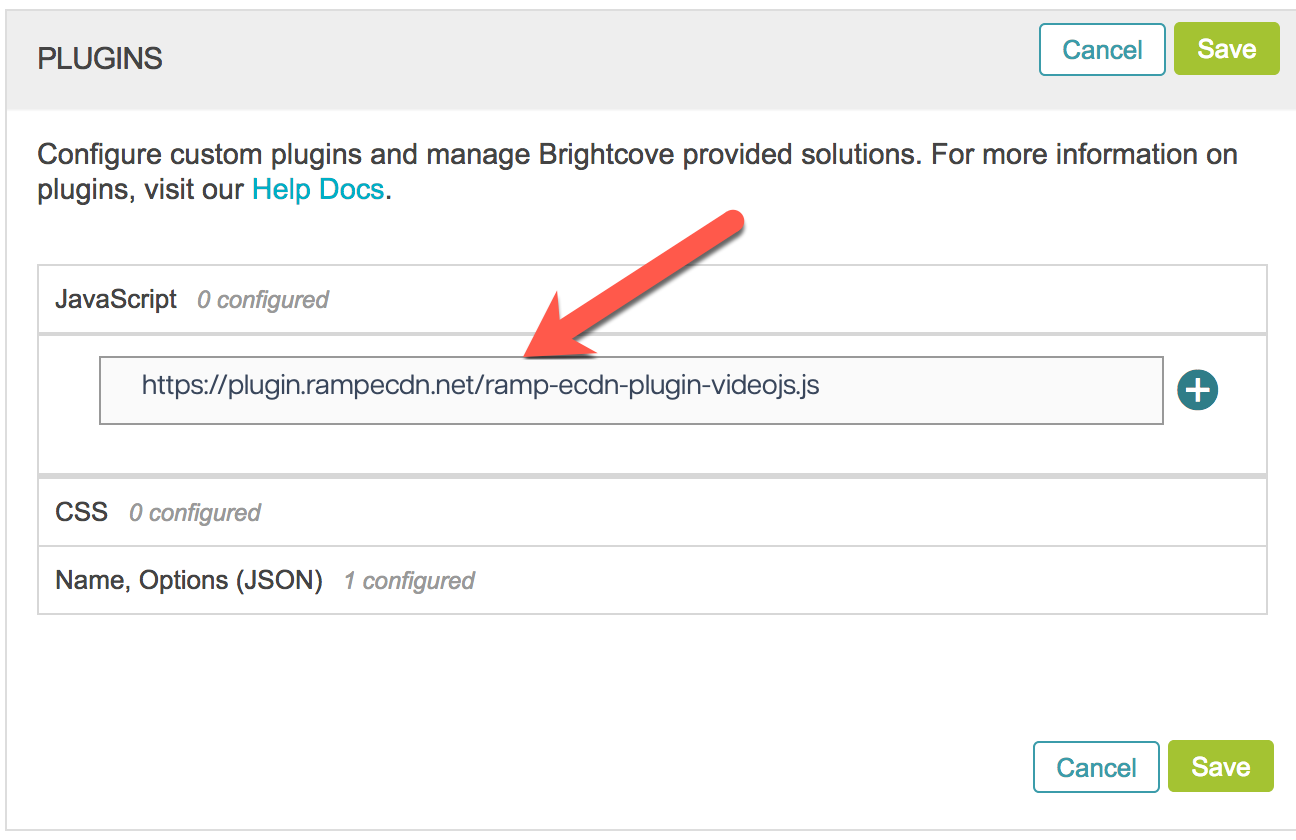 PLUGINS
Cancel
Save
Configure custom plugins and manage Brightcove provided solutions. For more information on
plugins, visit our Help Docs.
JavaScript 0 configured
https://plugin.rampecdn.net/ramp-ecdn-plugin-videojs.js
CSS 0 configured
Name, Options (JSON) 1 configured
Cancel
Save